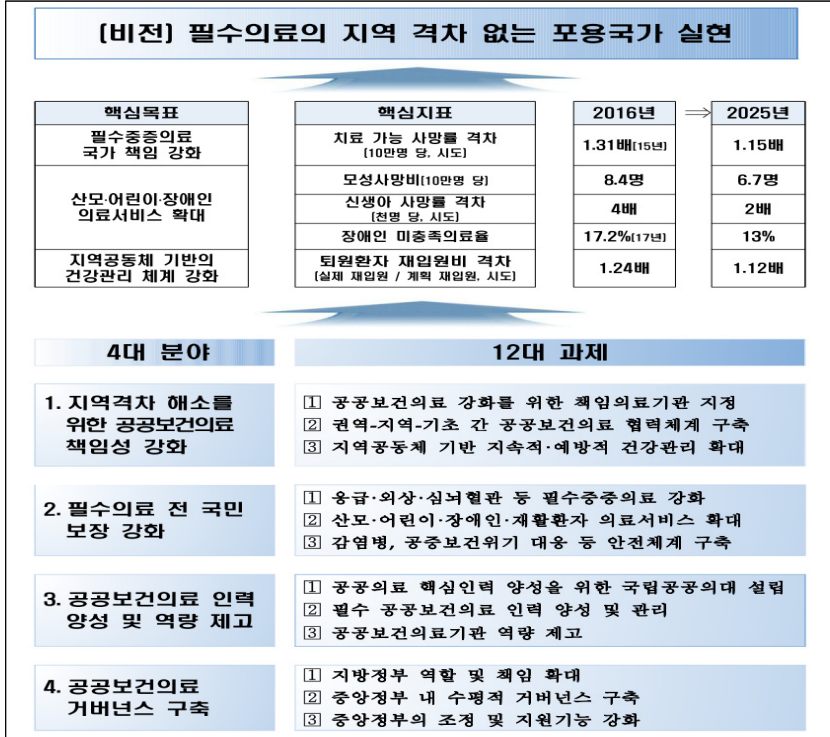 (비전) 필수의료의 지역 격차 없는 포용국가 실현
핵심목표 핵심지표 2016년 ⇒ 2025년
필수중증의료
국가 책임 강화
치료 가능 사망률 격차
(10만명 당, 시도)
1.31배(15년) 1.15배
산모·어린이·장애인
의료서비스 확대
모성사망비(10만명 당) 8.4명 6.7명
신생아 사망률 격차
(천명 당, 시도)
4배 2배
장애인 미충족의료율 17.2%(17년) 13%
지역공동체 기반의
건강관리 체계 강화
퇴원환자 재입원비 격차
(실제 재입원 / 계획 재입원, 시도)
1.24배 1.12배
4대 분야 12대 과제
1. 지역격차 해소를
위한 공공보건의료
책임성 강화
1 공공보건의료 강화를 위한 책임의료기관 지정
2 권역-지역-기초 간 공공보건의료 협력체계 구축
3 지역공동체 기반 지속적·예방적 건강관리 확대
2. 필수의료 전 국민
보장 강화
1 응급·외상·심뇌혈관 등 필수중증의료 강화
2 산모·어린이·장애인·재활환자 의료서비스 확대
3 감염병, 공중보건위기 대응 등 안전체계 구축
3. 공공보건의료 인력
양성 및 역량 제고
1 공공의료 핵심인력 양성을 위한 국립공공의대 설립
2 필수 공공보건의료 인력 양성 및 관리
3 공공보건의료기관 역량 제고
4. 공공보건의료
거버넌스 구축
1 지방정부 역할 및 책임 확대
2 중앙정부 내 수평적 거버넌스 구축
3 중앙정부의 조정 및 지원기능 강화